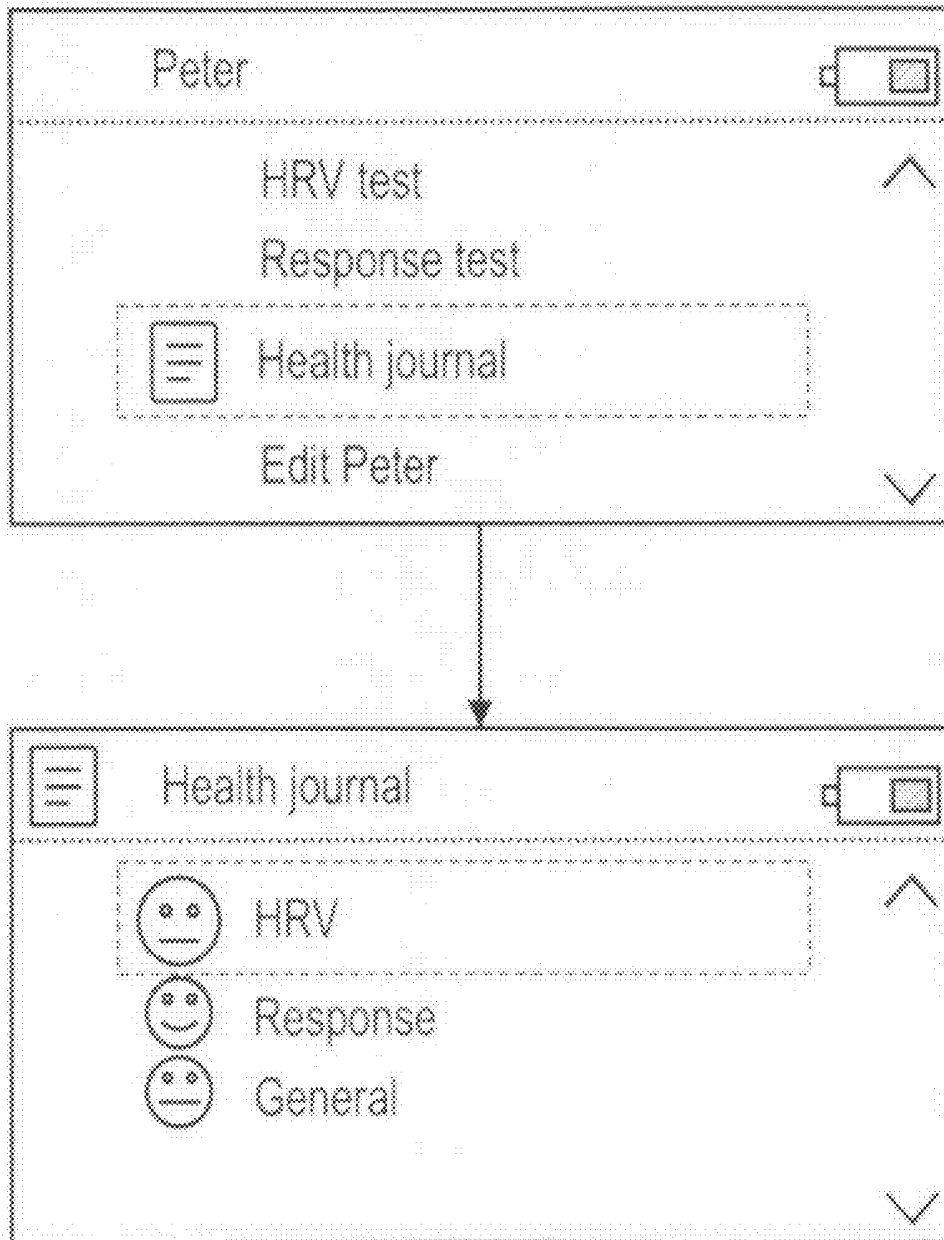 Peter
HRV test
Response test
Health journal
Edit Peter
Health journal
HRV
Response
General